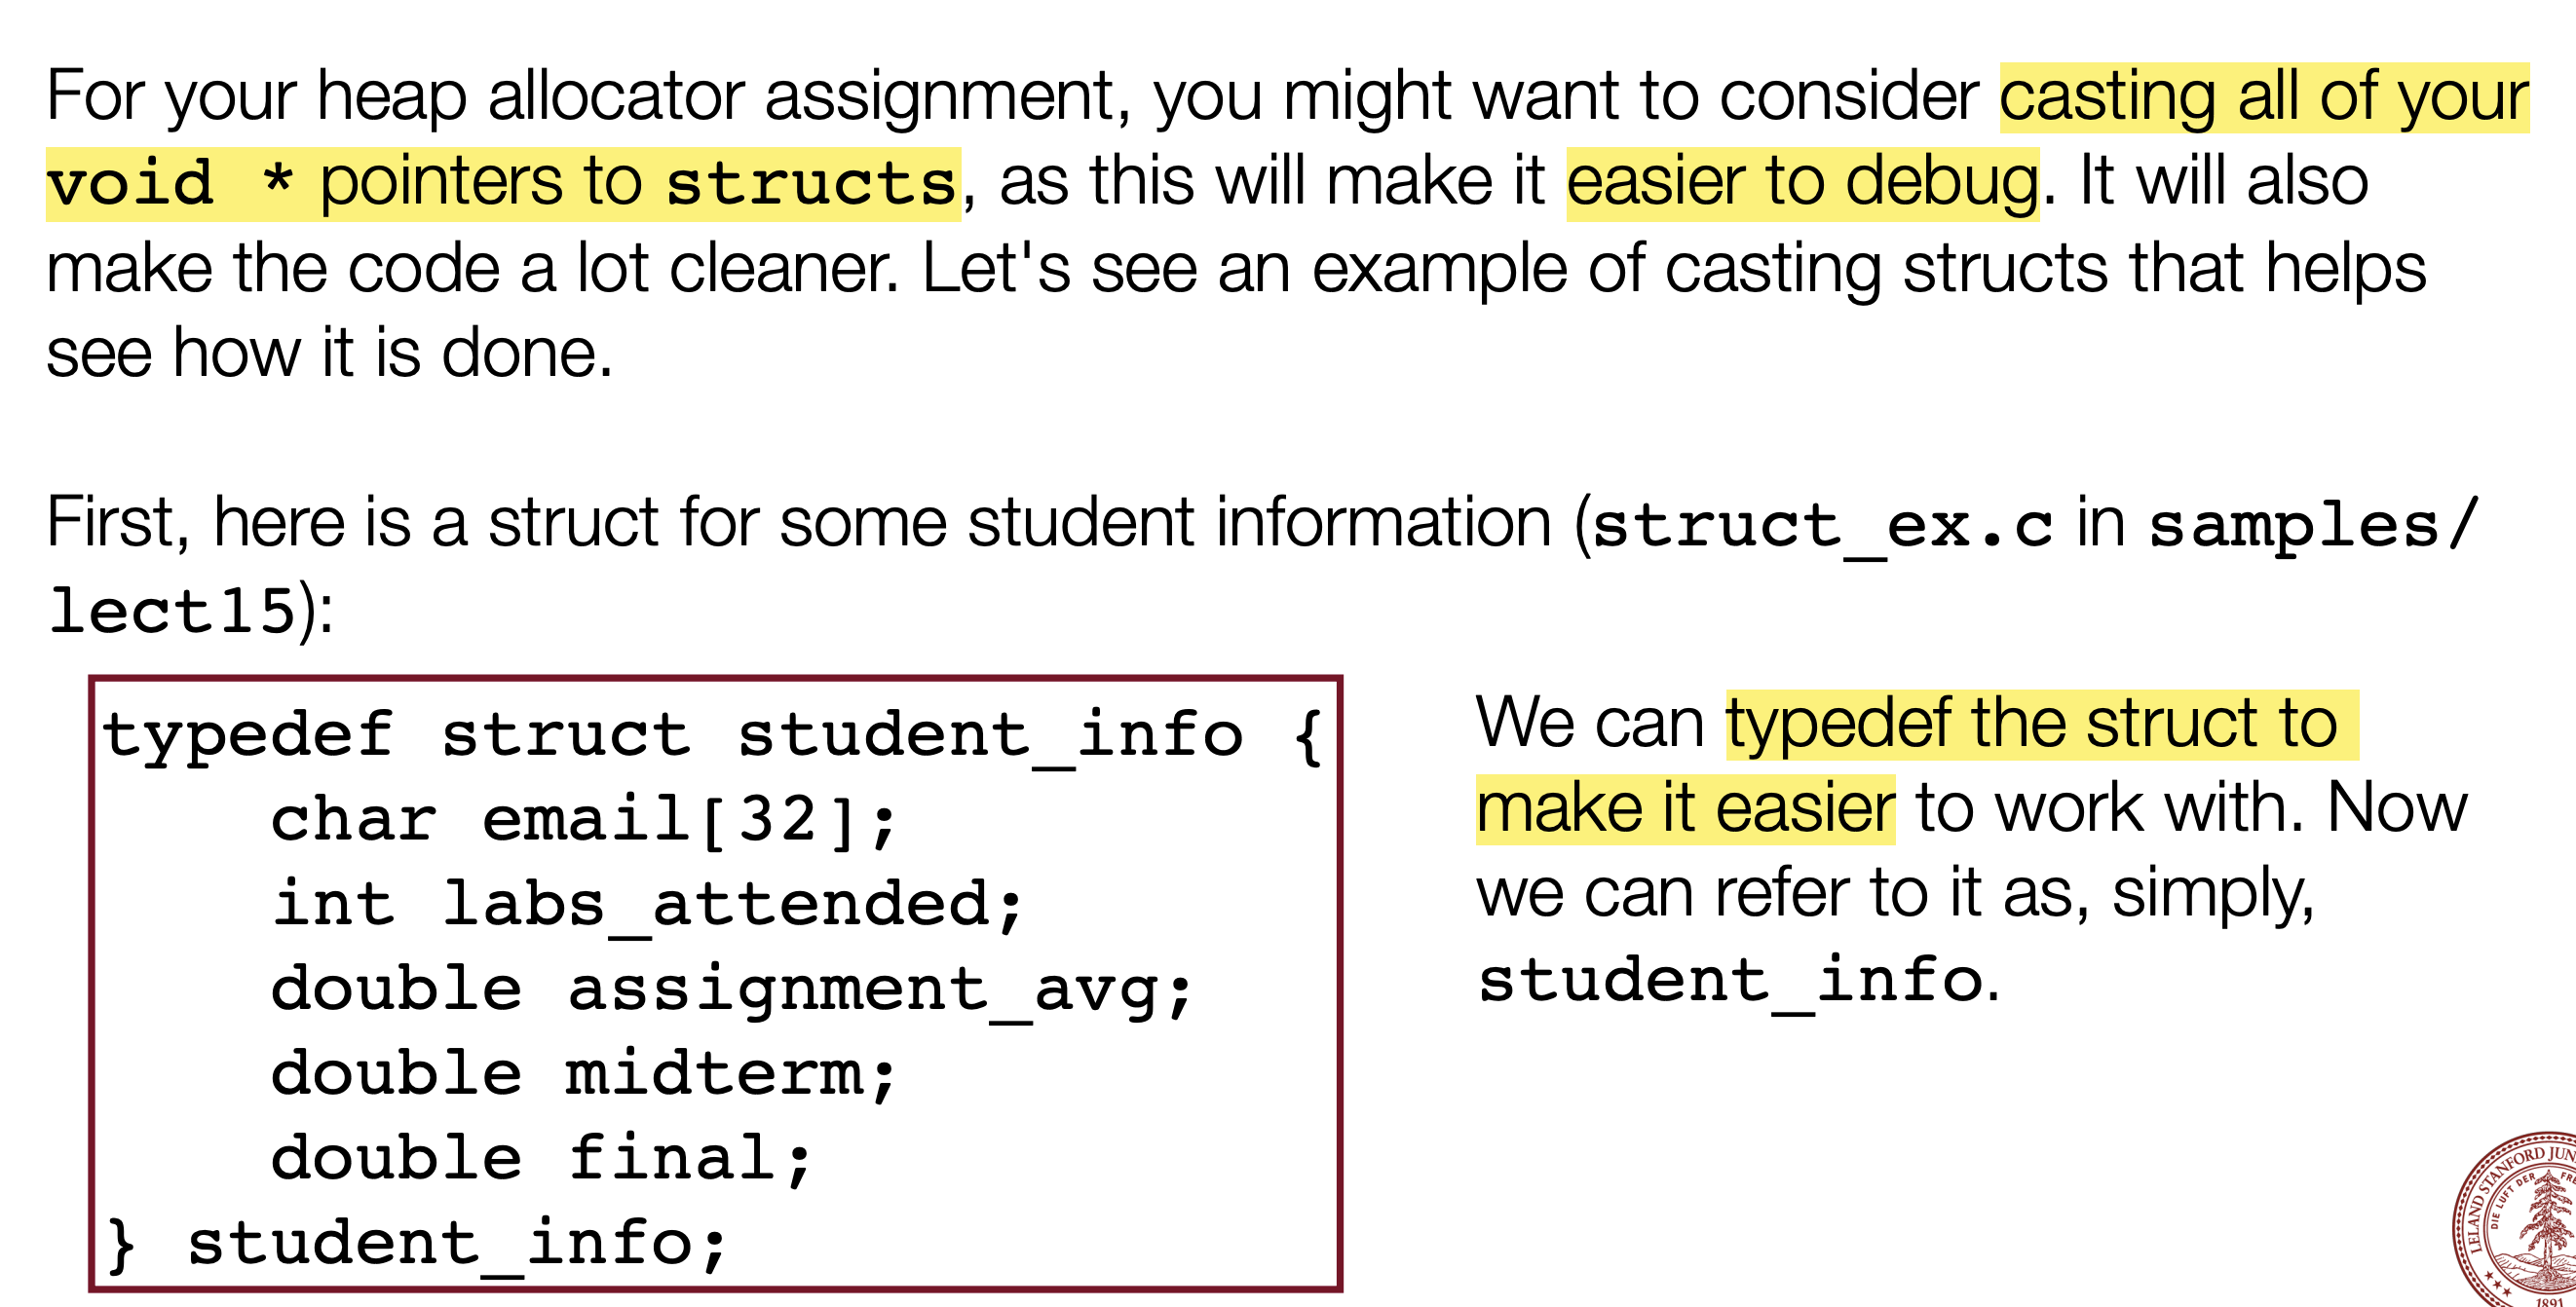 For your heap allocator assignment, you might want to consider casting all of your
void * pointers to structs, as this will make it easier to debug. It will also
make the code a lot cleaner. Let's see an example of casting structs that helps
see how it is done.
First, here is a struct for some student information (struct_ex.c in samples/
lect15):
typedef struct student_info {
    char email[32];
    int labs_attended;
    double assignment_avg;
    double midterm;
    double final;
} student_info;
We can typedef the struct to
make it easier to work with. Now
we can refer to it as, simply,
student_info.
LELAND STANFORD JUN
DIE LUFT DER FRE
1891